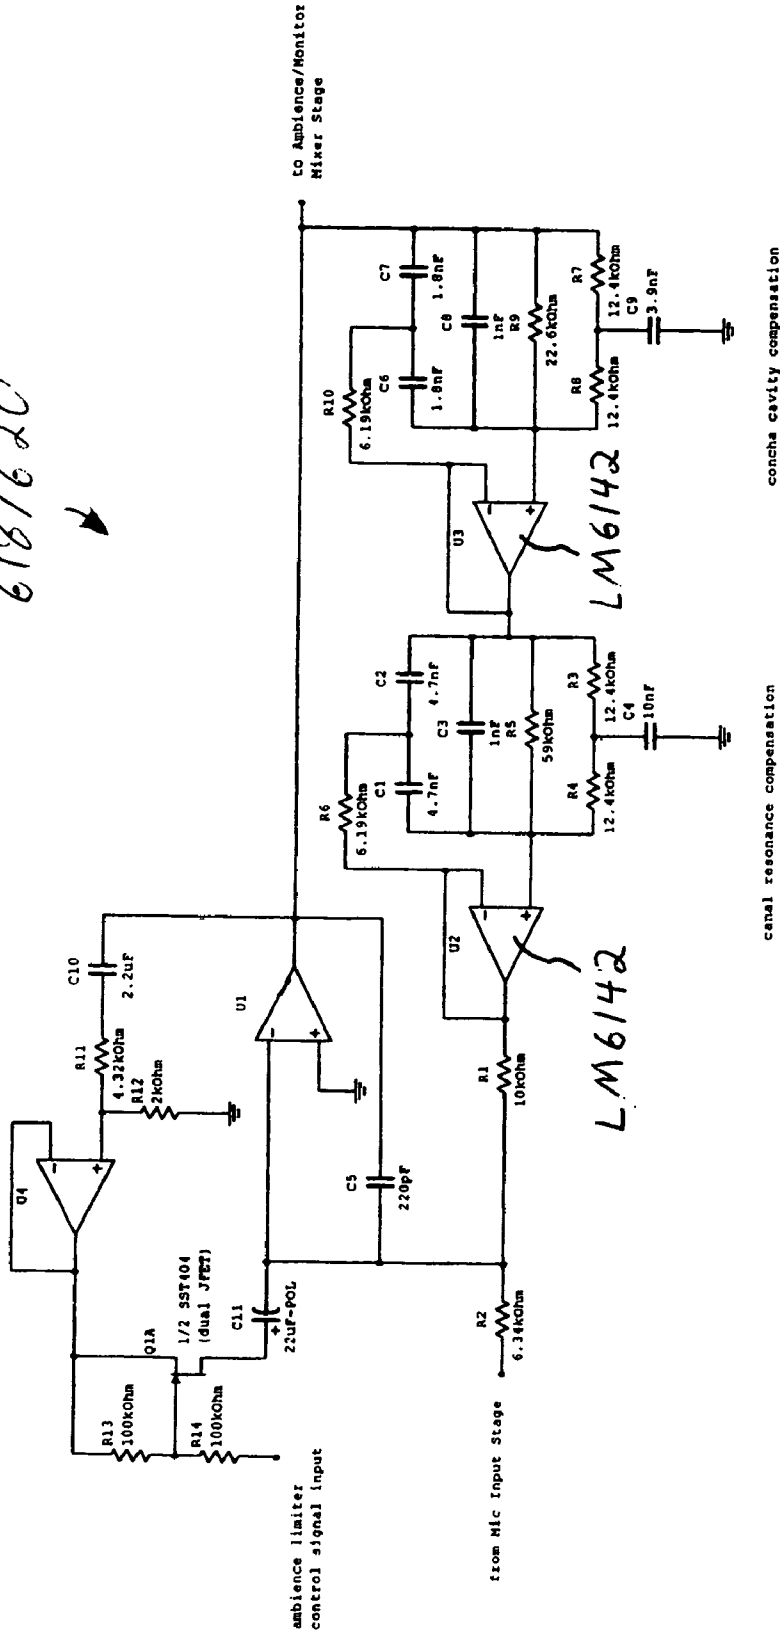 U4
R11
4.32kOhm
R12
2kOhm
C10
2.2uF
R13
100kOhm
R14
100kOhm
Q1A
1/2 SST404
(dual JFET)
C11
22uF-POL
U1
C5
220pF
ambience limiter
control signal input
to Ambience/Monitor
Mixer Stage
from Mic Input Stage
R2
6.34kOhm
R1
10kOhm
U2
R6
6.19kOhm
C1
4.7nF
C2
4.7nF
C3
1nF
R5
59kOhm
R4
12.4kOhm
R3
12.4kOhm
C4
10nF
U3
R10
6.19kOhm
C6
1.8nF
C7
1.8nF
C8
1nF
R9
22.6kOhm
R8
12.4kOhm
R7
12.4kOhm
C9
3.9nF
LM6142
LM6142
canal resonance compensation
concha cavity compensation